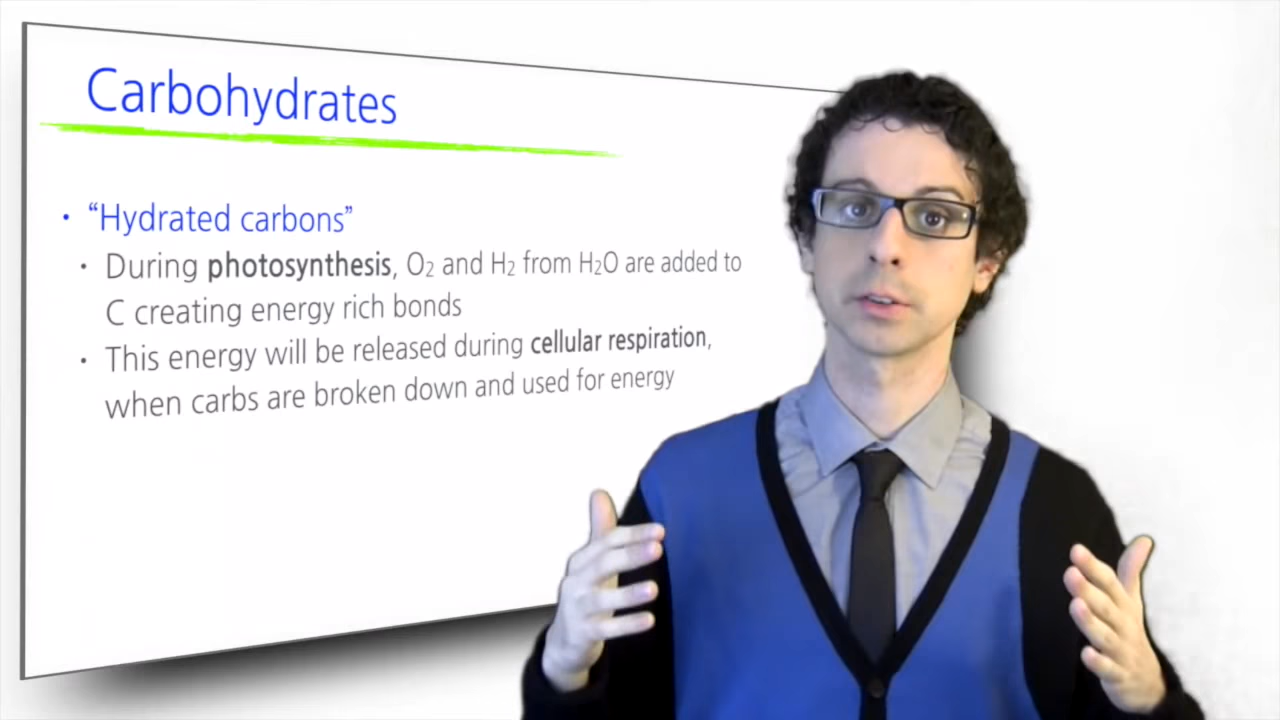 Carbohydrates
• “Hydrated carbons”
• During photosynthesis, O₂ and H₂ from H₂O are added to
C creating energy rich bonds
• This energy will be released during cellular respiration,
when carbs are broken down and used for energy